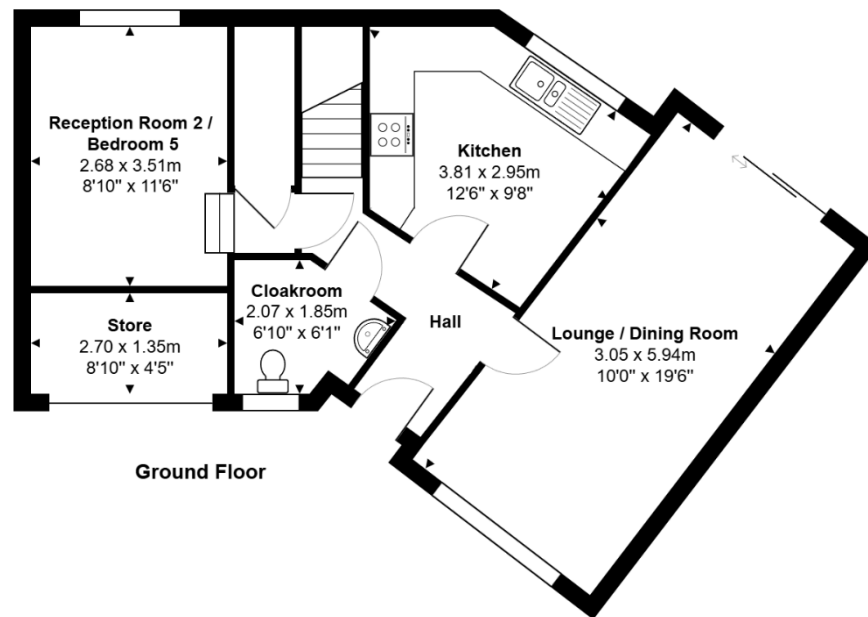 Reception Room 2 /
Bedroom 5
2.68 x 3.51m
8'10" x 11'6"
Kitchen
3.81 x 2.95m
12'6" x 9'8"
Cloakroom
2.07 x 1.85m
6'10" x 6'1"
Store
2.70 x 1.35m
8'10" x 4'5"
Hall
Lounge / Dining Room
3.05 x 5.94m
10'0" x 19'6"
Ground Floor